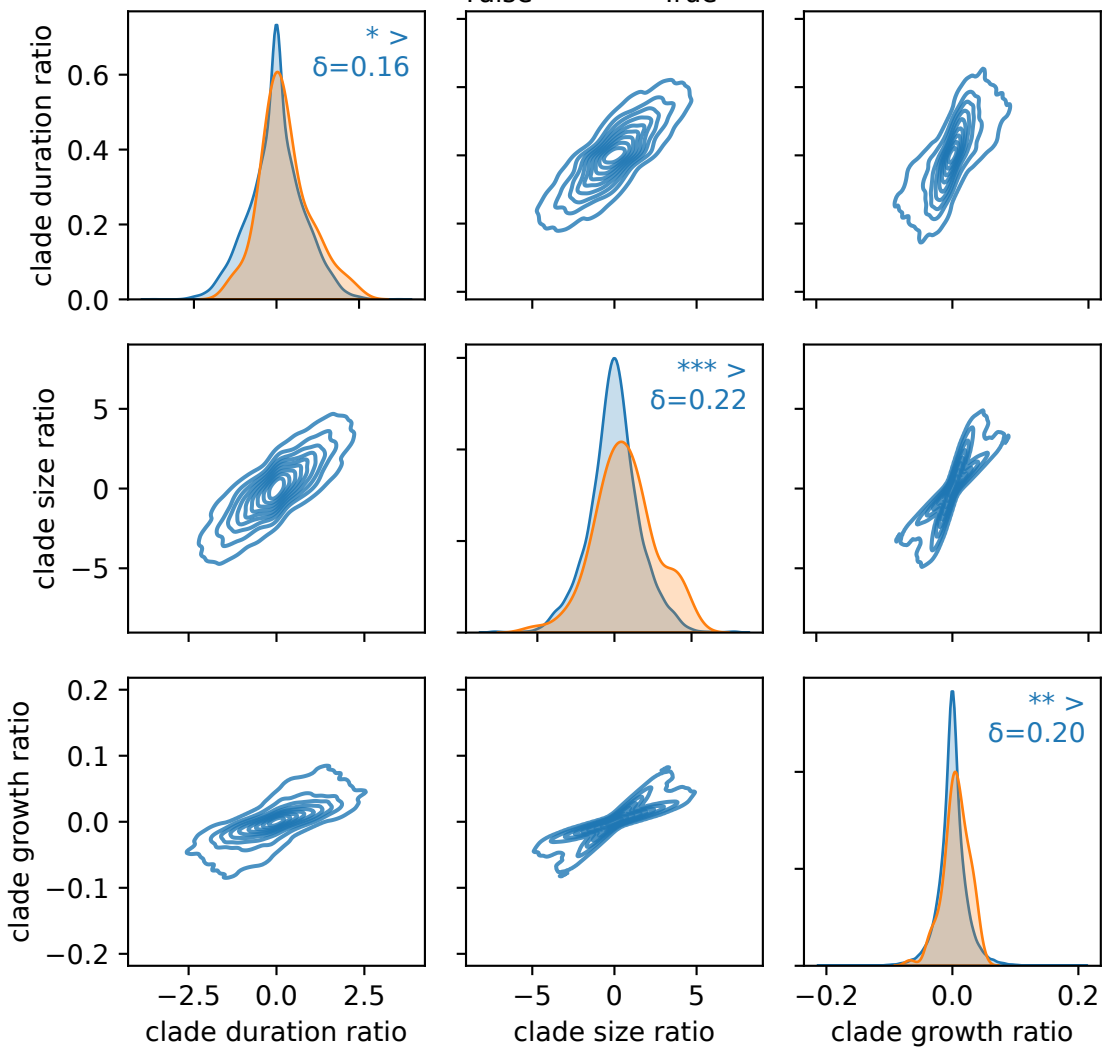 False True
clade duration ratio
0.6
0.4
0.2
0.0
* >
δ=0.16
clade size ratio
5
0
−5
*** >
δ=0.22
clade growth ratio
0.2
0.1
0.0
−0.1
−0.2
** >
δ=0.20
−2.5 0.0 2.5
−5 0 5
−0.2 0.0 0.2
clade duration ratio
clade size ratio
clade growth ratio